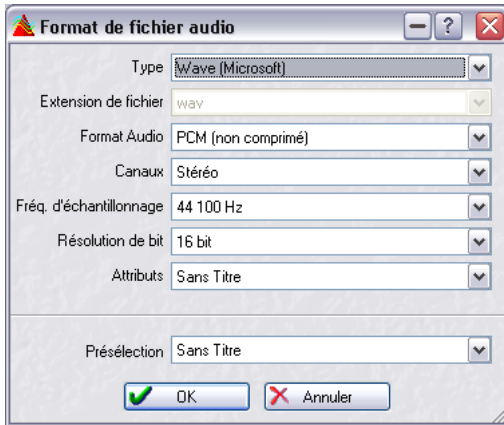 Format de fichier audio
Type Wave (Microsoft)
Extension de fichier wav
Format Audio PCM (non comprimé)
Canaux Stéréo
Fréq. d'échantillonnage 44 100 Hz
Résolution de bit 16 bit
Attributs Sans Titre
Présélection Sans Titre
OK Annuler